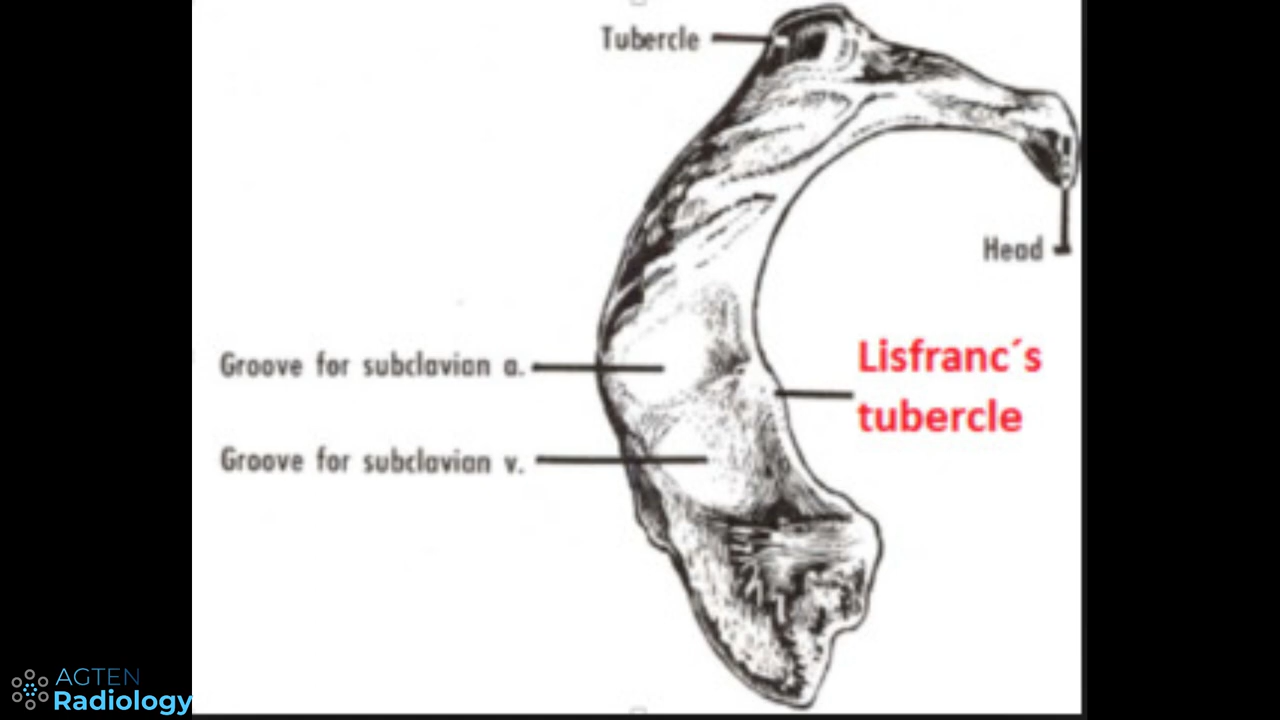 Tubercle
Head
Groove for subclavian a.
Lisfranc´s
tubercle
Groove for subclavian v.
AGTEN
Radiology